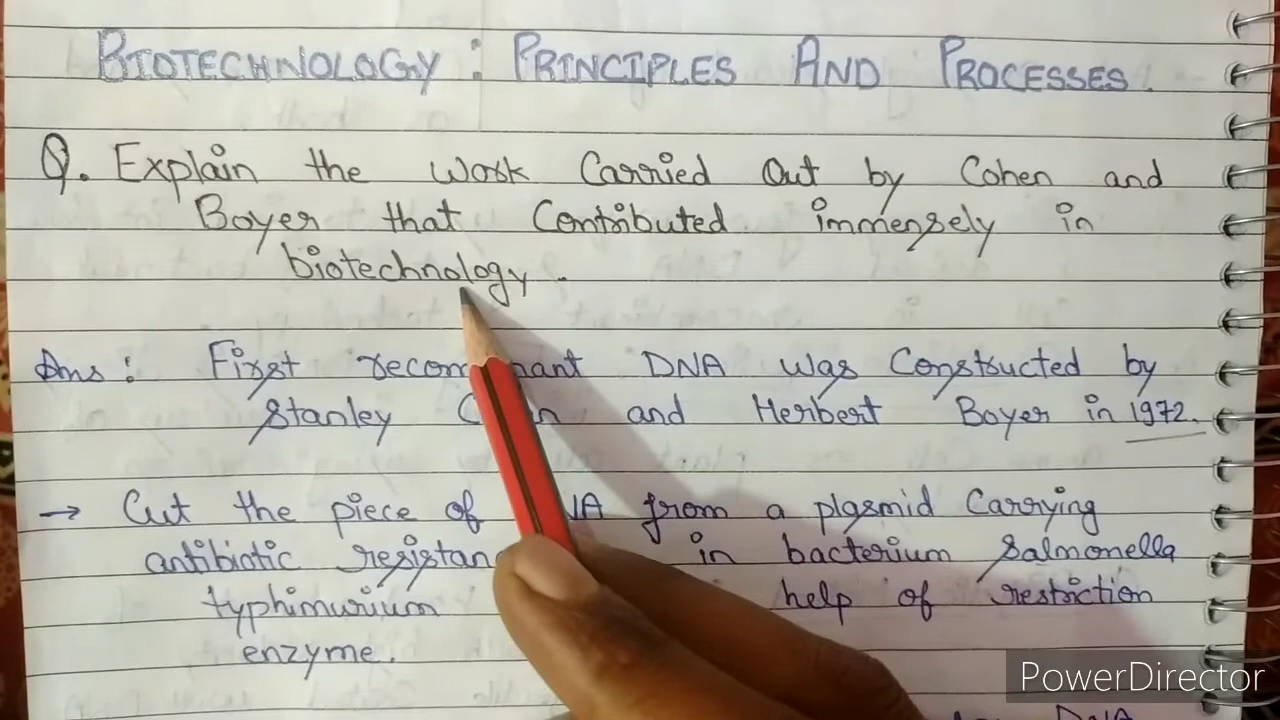 BIOTECHNOLOGY : PRINCIPLES AND PROCESSES.
Q. Explain the work carried out by Cohen and
Boyer that contributed immensely in
biotechnology.
Ans : First DNA was constructed by
Stanley and Herbert Boyer in 1972.
→ Cut the piece of from a plasmid carrying
antibiotic in bacterium Salmonella
typhimurium help of restriction
enzyme.
DNA
PowerDirector